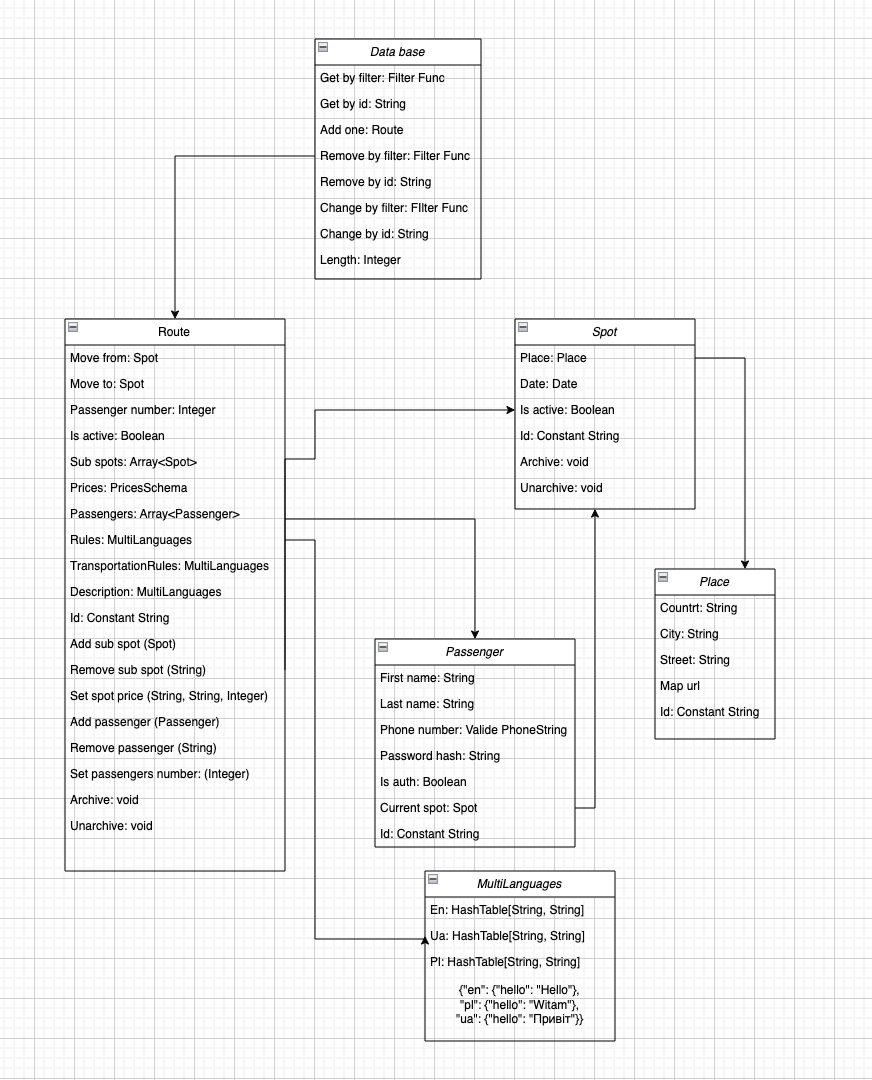 Data base
Get by filter: Filter Func
Get by id: String
Add one: Route
Remove by filter: Filter Func
Remove by id: String
Change by filter: FIlter Func
Change by id: String
Length: Integer
Route
Move from: Spot
Move to: Spot
Passenger number: Integer
Is active: Boolean
Sub spots: Array<Spot>
Prices: PricesSchema
Passengers: Array<Passenger>
Rules: MultiLanguages
TransportationRules: MultiLanguages
Description: MultiLanguages
Id: Constant String
Add sub spot (Spot)
Remove sub spot (String)
Set spot price (String, String, Integer)
Add passenger (Passenger)
Remove passenger (String)
Set passengers number: (Integer)
Archive: void
Unarchive: void
Spot
Place: Place
Date: Date
Is active: Boolean
Id: Constant String
Archive: void
Unarchive: void
Place
Countrt: String
City: String
Street: String
Map url
Id: Constant String
Passenger
First name: String
Last name: String
Phone number: Valide PhoneString
Password hash: String
Is auth: Boolean
Current spot: Spot
Id: Constant String
MultiLanguages
En: HashTable[String, String]
Ua: HashTable[String, String]
Pl: HashTable[String, String]
{"en": {"hello": "Hello"},
"pl": {"hello": "Witam"},
"ua": {"hello": "Привіт"}}